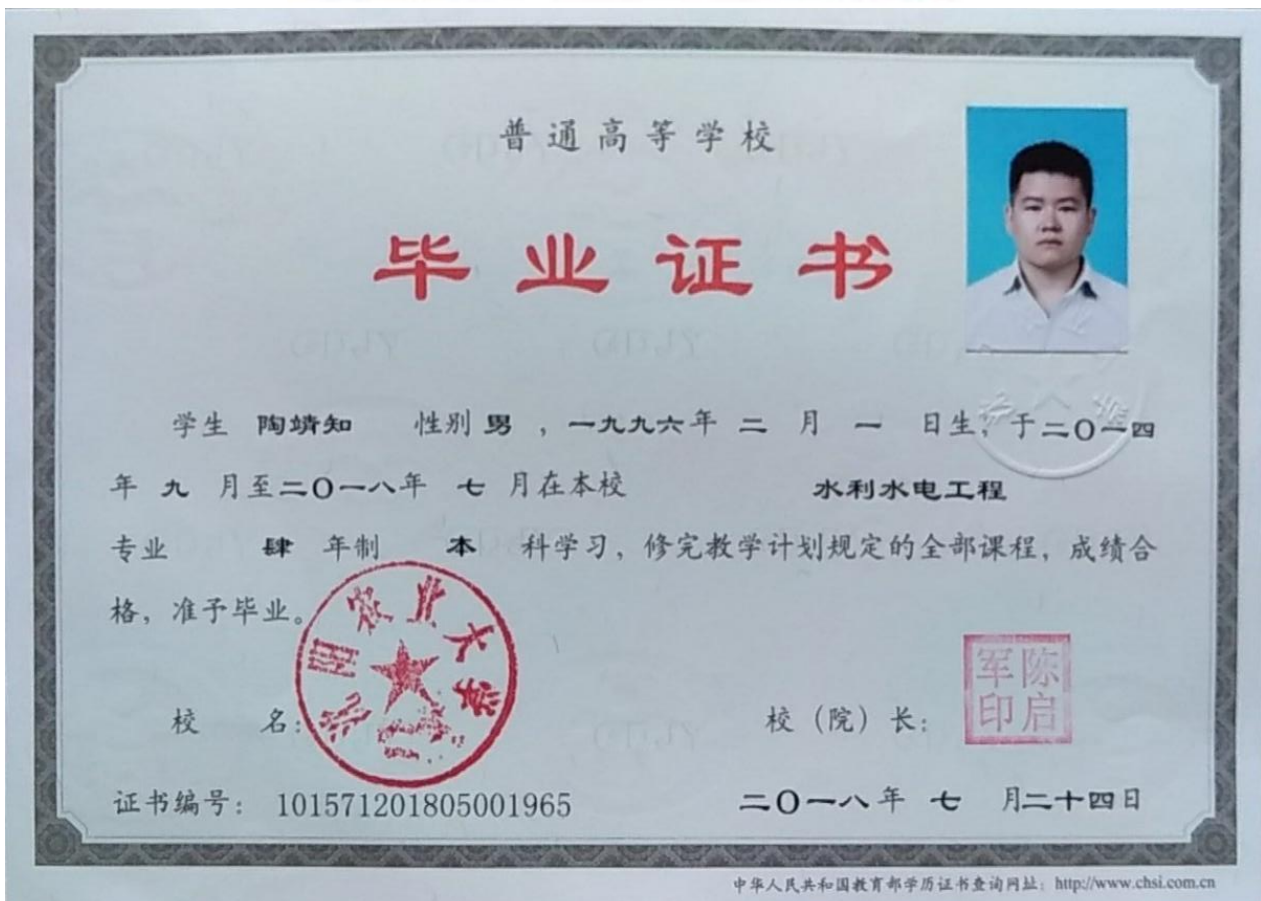 普通高等学校
毕业证书
学生 陶靖知 性别 男 ，一九九六年 二 月 一 日生，于二〇一四
年 九 月至二〇一八年 七 月在本校 水利水电工程
专业 肆 年制 本 科学习，修完教学计划规定的全部课程，成绩合
格，准予毕业。
农业大学
校 名：
校（院）长：
陈启
军印
证书编号： 101571201805001965
二〇一八年 七 月二十四日
中华人民共和国教育部学历证书查询网址：http://www.chsi.com.cn